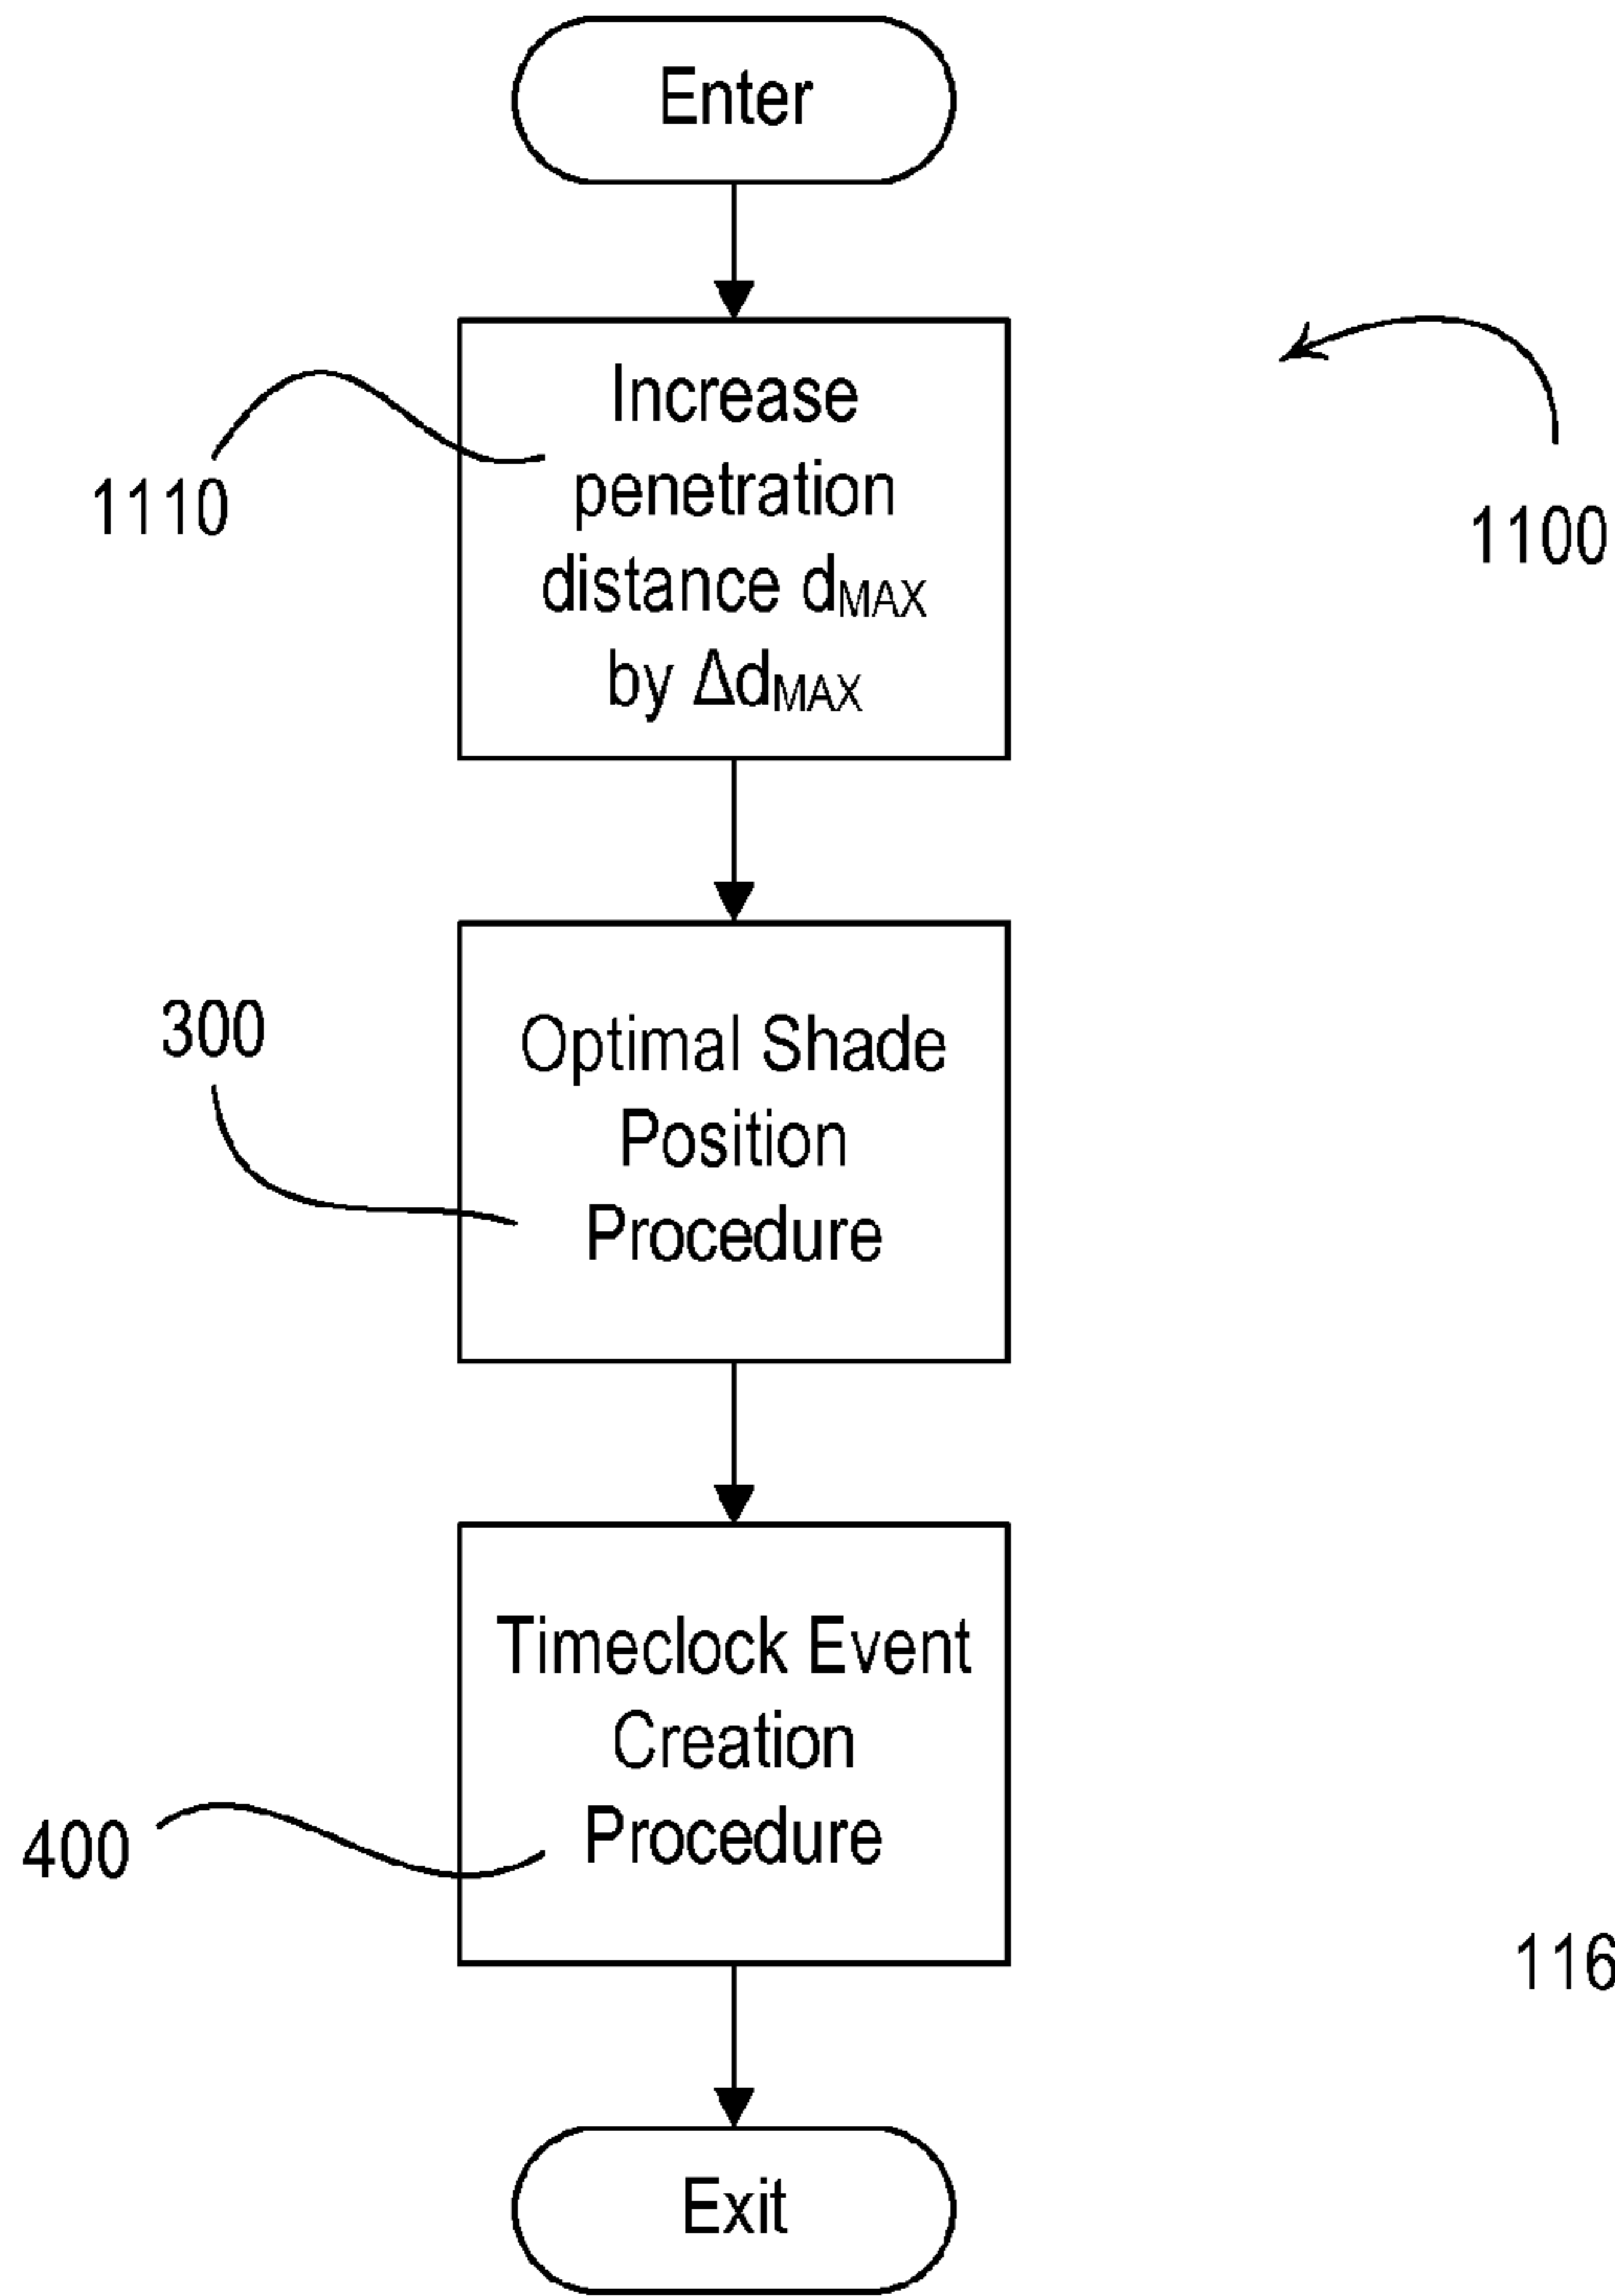 Enter
Increase
penetration
distance dMAX
by ΔdMAX
1110
1100
Optimal Shade
Position
Procedure
300
Timeclock Event
Creation
Procedure
400
116
Exit